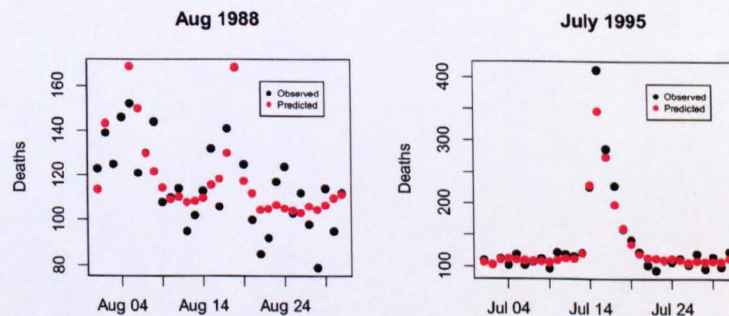 Aug 1988
Deaths
160
140
120
100
80
Observed
Predicted
Aug 04
Aug 14
Aug 24
July 1995
Deaths
400
300
200
100
Observed
Predicted
Jul 04
Jul 14
Jul 24